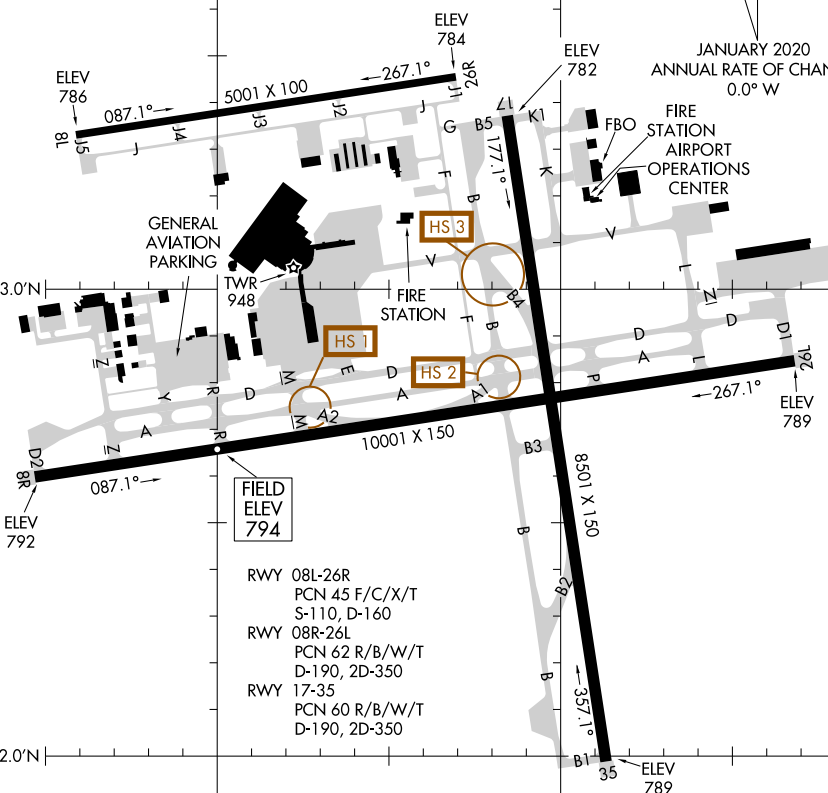 ELEV
784
JANUARY 2020
ANNUAL RATE OF CHAN
0.0° W
ELEV
782
ELEV
786
267.1°
26R
5001 X 100
087.1°
8L
J5
J4
J3
J2
J
J1
J
G
B5
17
K1
FBO
FIRE
STATION
AIRPORT
OPERATIONS
CENTER
177.1°
K
F
B
HS 3
GENERAL
AVIATION
PARKING
V
V
TWR
948
FIRE
STATION
3.0'N
L
N
B4
F
B
D
D
D1
HS 1
HS 2
Z
M
E
D
A
A
L
26L
Y
R
D
A1
P
267.1°
ELEV
789
A2
M
A
R
Z
10001 X 150
B3
D2
8R
087.1°
ELEV
792
FIELD
ELEV
794
8501 X 150
B
B2
RWY 08L-26R
PCN 45 F/C/X/T
S-110, D-160
RWY 08R-26L
PCN 62 R/B/W/T
D-190, 2D-350
RWY 17-35
PCN 60 R/B/W/T
D-190, 2D-350
B
357.1°
2.0'N
B1
35
ELEV
789